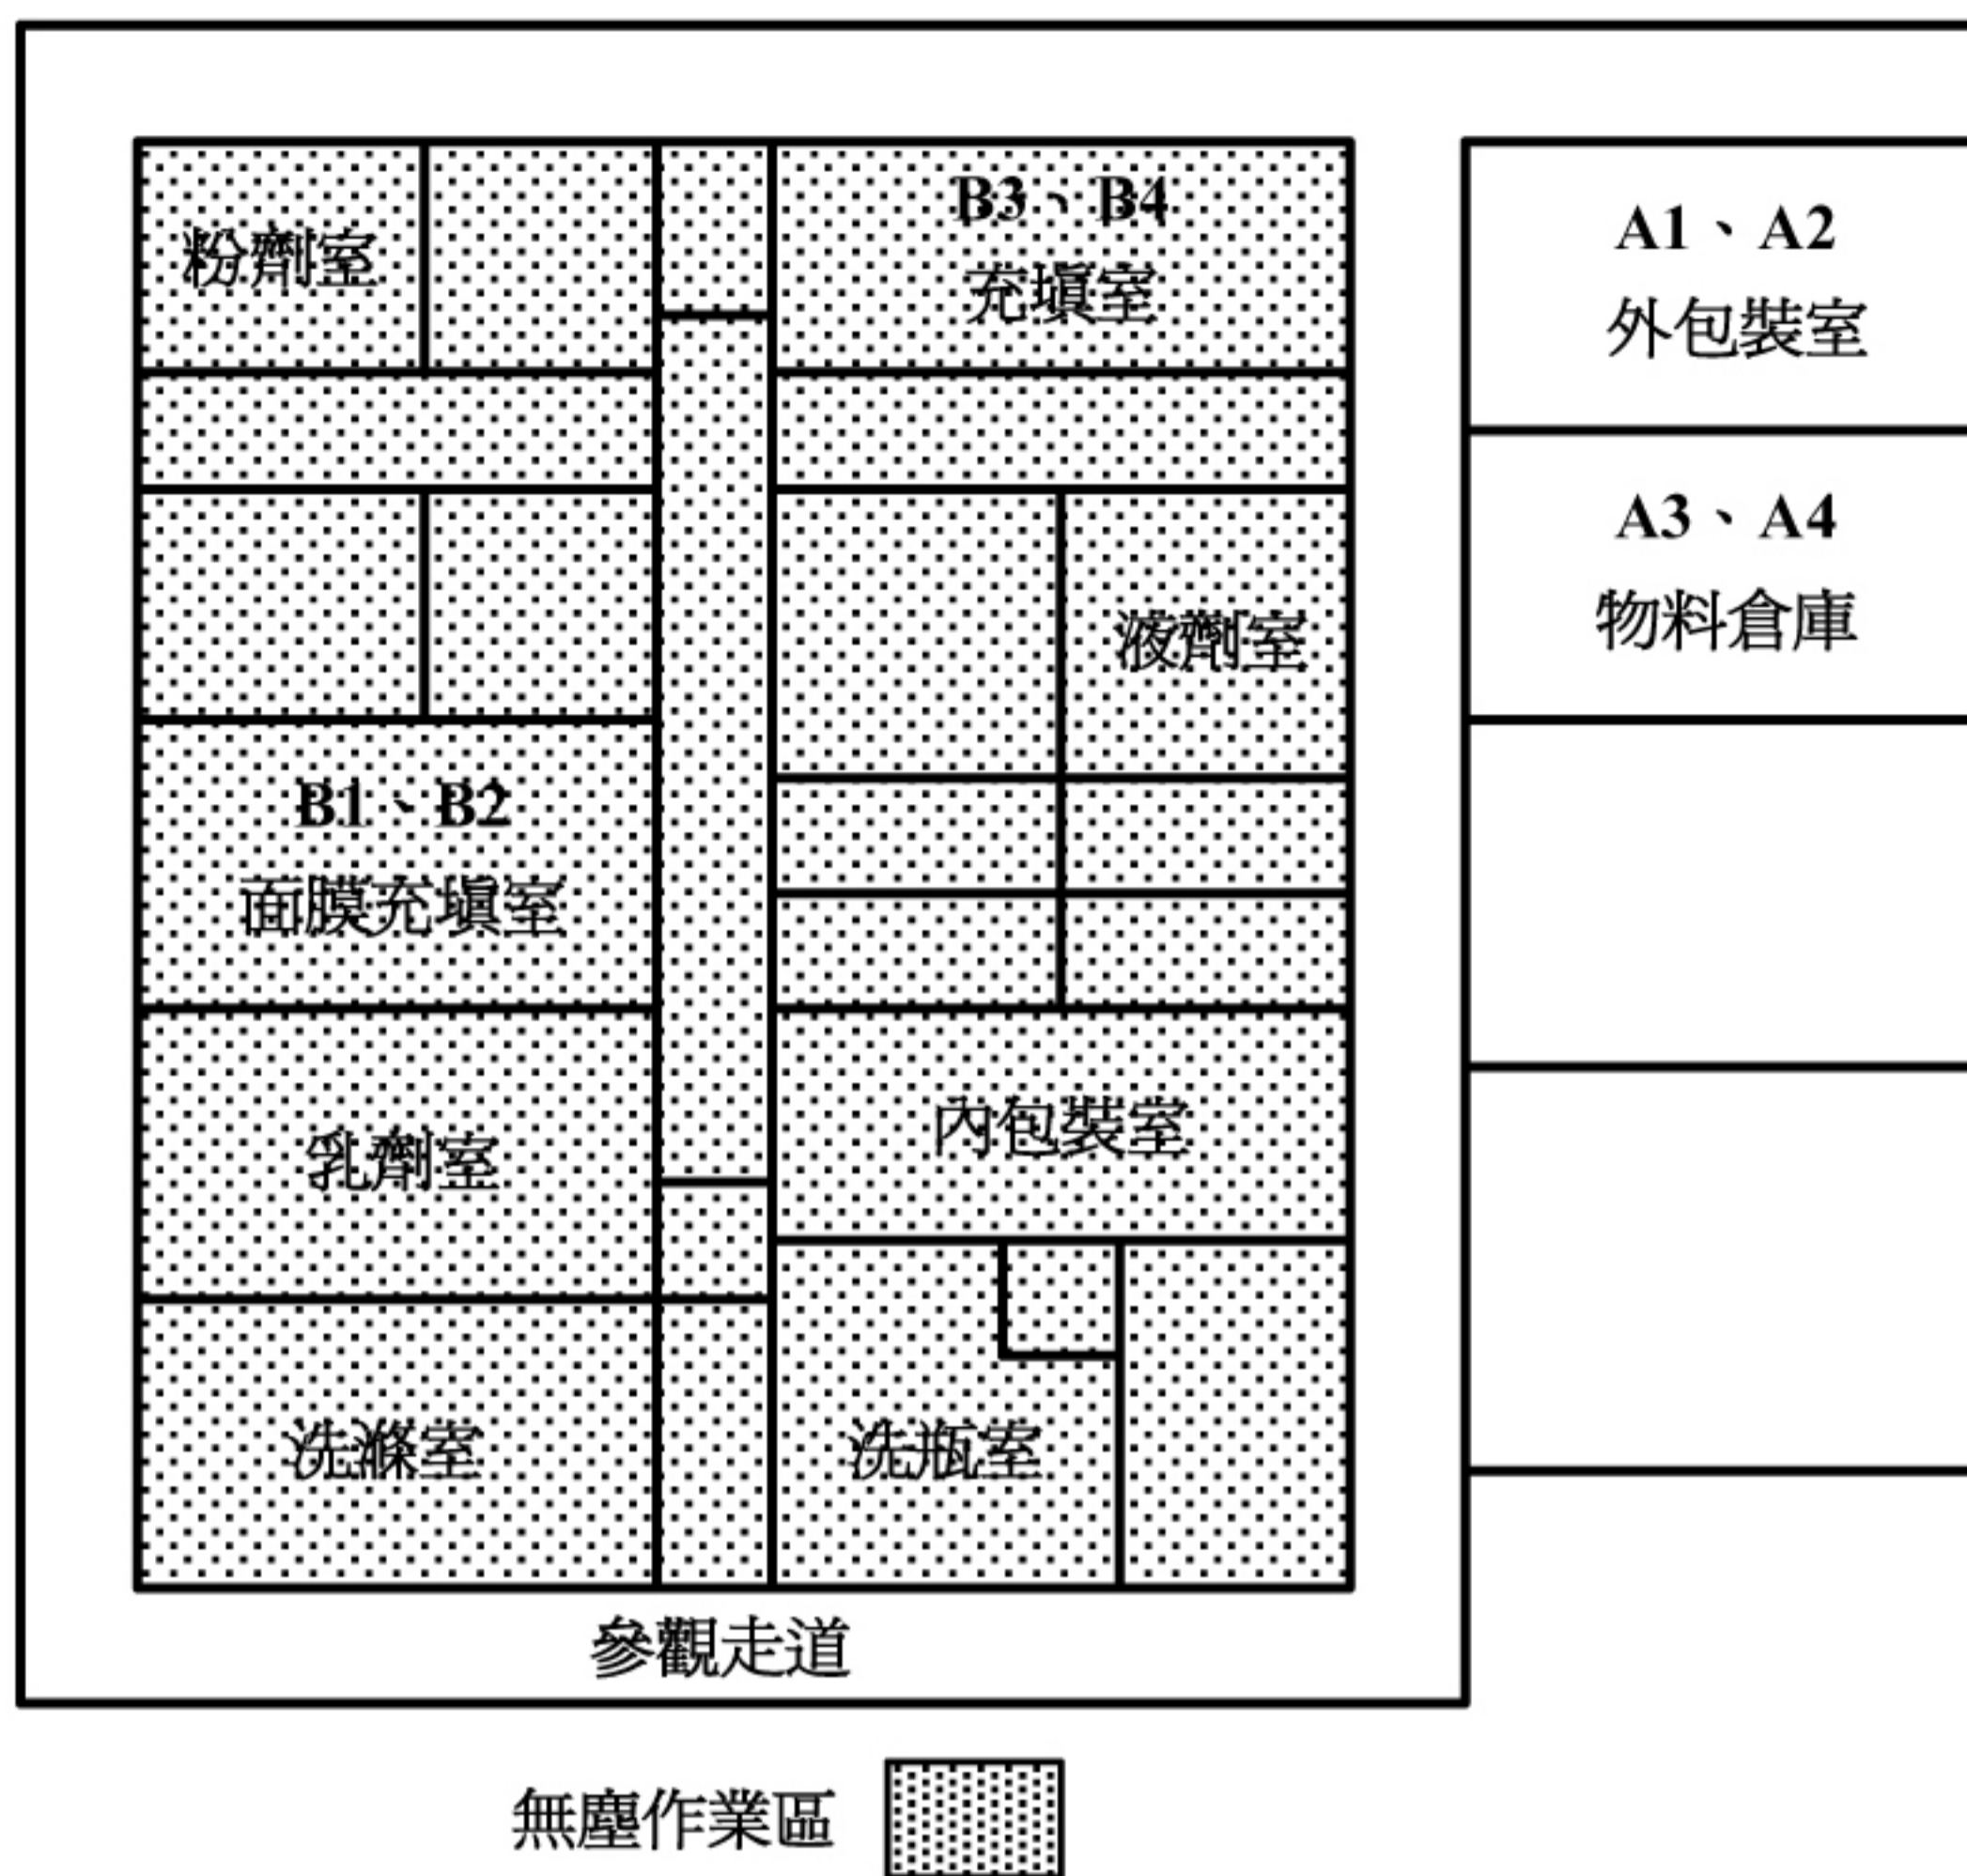 粉劑室
B3、B4
充填室
A1、A2
外包裝室
A3、A4
物料倉庫
液劑室
B1、B2
面膜充填室
內包裝室
乳劑室
洗滌室
洗瓶室
參觀走道
無塵作業區